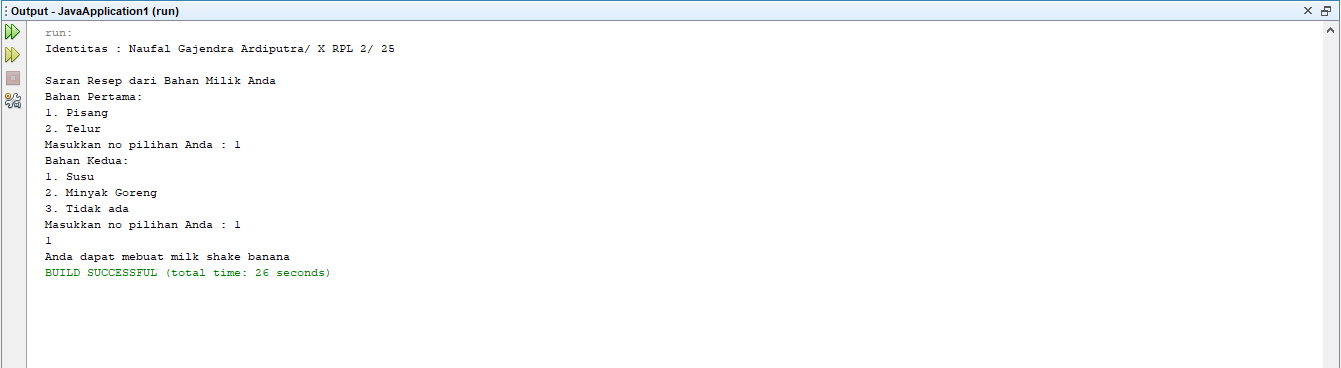 Output - JavaApplication1 (run)
run:
Identitas : Naufal Gajendra Ardiputra/ X RPL 2/ 25
Saran Resep dari Bahan Milik Anda
Bahan Pertama:
1. Pisang
2. Telur
Masukkan no pilihan Anda : 1
Bahan Kedua:
1. Susu
2. Minyak Goreng
3. Tidak ada
Masukkan no pilihan Anda : 1
1
Anda dapat mebuat milk shake banana
BUILD SUCCESSFUL (total time: 26 seconds)